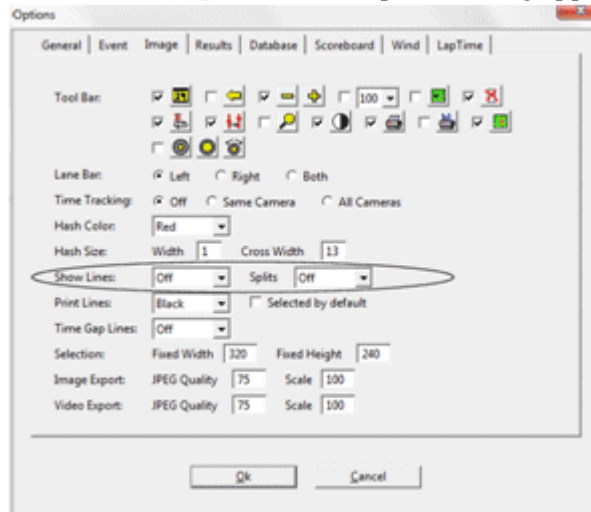 Options
General Event Image Results Database Scoreboard Wind LapTime
Tool Bar:
100
Lane Bar: Left Right Both
Time Tracking: Off Same Camera All Cameras
Hash Color: Red
Hash Size: Width 1 Cross Width 13
Show Lines: Off Splits Off
Print Lines: Black Selected by default
Time Gap Lines: Off
Selection: Fixed Width 320 Fixed Height 240
Image Export: JPEG Quality 75 Scale 100
Video Export: JPEG Quality 75 Scale 100
Ok Cancel